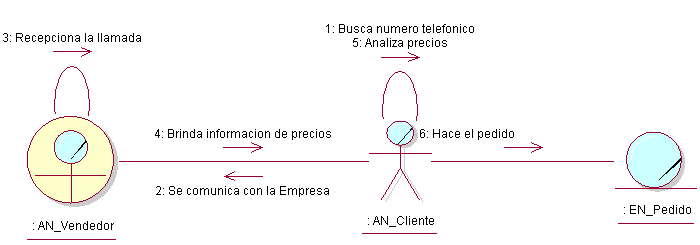 1: Busca numero telefonico
5: Analiza precios
3: Recepciona la llamada
4: Brinda informacion de precios
6: Hace el pedido
2: Se comunica con la Empresa
: AN_Vendedor
: AN_Cliente
: EN_Pedido